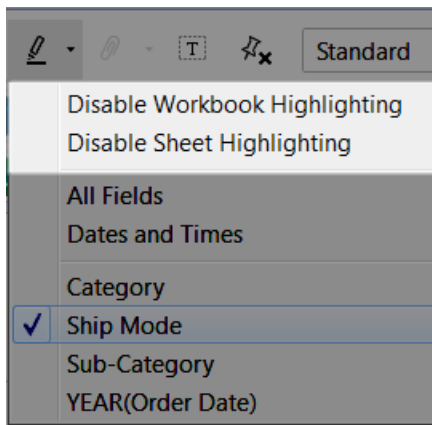 T
Standard
Disable Workbook Highlighting
Disable Sheet Highlighting
All Fields
Dates and Times
Category
Ship Mode
Sub-Category
YEAR(Order Date)